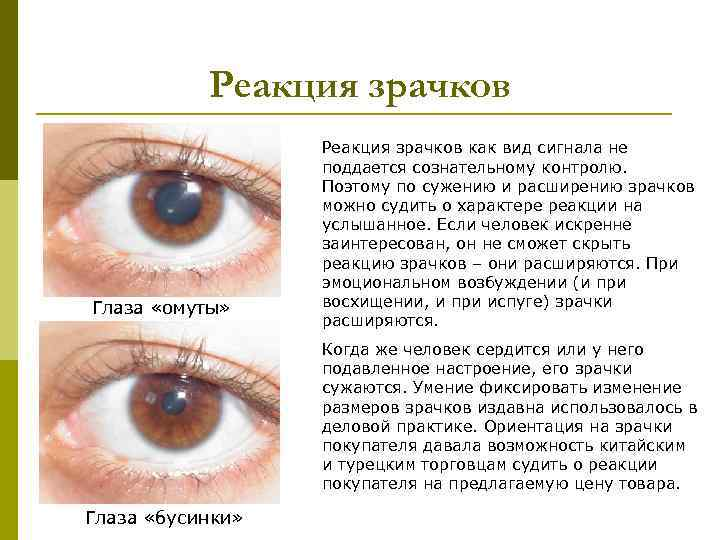 Реакция зрачков
Реакция зрачков как вид сигнала не
поддается сознательному контролю.
Поэтому по сужению и расширению зрачков
можно судить о характере реакции на
услышанное. Если человек искренне
заинтересован, он не сможет скрыть
реакцию зрачков – они расширяются. При
эмоциональном возбуждении (и при
восхищении, и при испуге) зрачки
расширяются.
Глаза «омуты»
Когда же человек сердится или у него
подавленное настроение, его зрачки
сужаются. Умение фиксировать изменение
размеров зрачков издавна использовалось в
деловой практике. Ориентация на зрачки
покупателя давала возможность китайским
и турецким торговцам судить о реакции
покупателя на предлагаемую цену товара.
Глаза «бусинки»